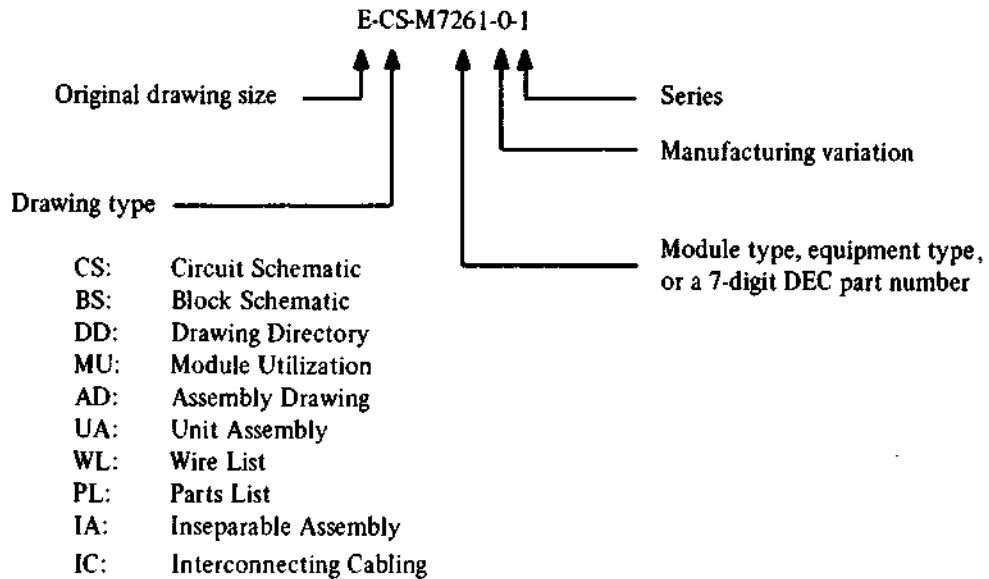 E-CS-M7261-0-1
Original drawing size
Series
Manufacturing variation
Drawing type
Module type, equipment type,
or a 7-digit DEC part number
CS: Circuit Schematic
BS: Block Schematic
DD: Drawing Directory
MU: Module Utilization
AD: Assembly Drawing
UA: Unit Assembly
WL: Wire List
PL: Parts List
IA: Inseparable Assembly
IC: Interconnecting Cabling